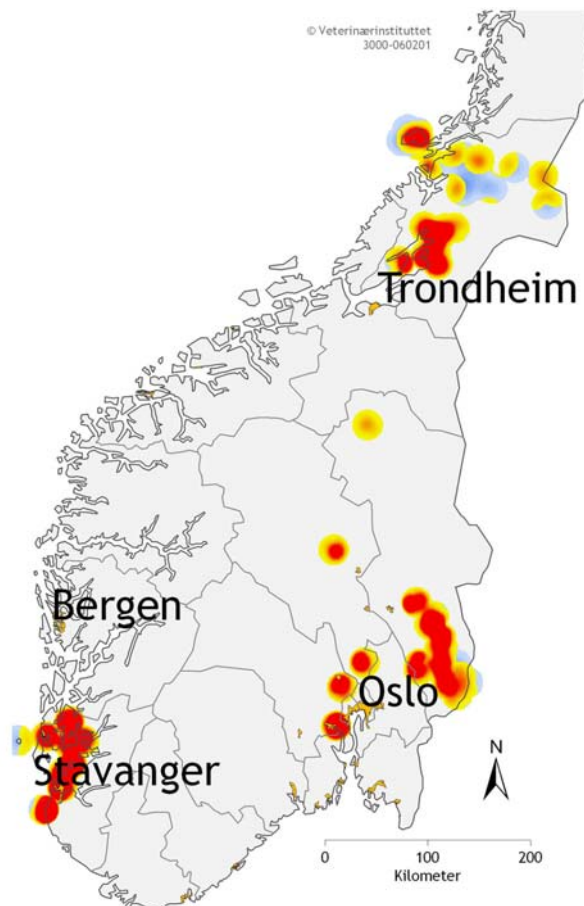 © Veterinærinstituttet
3000-060201
Trondheim
Bergen
Oslo
Stavanger
N
0 100 200
Kilometer